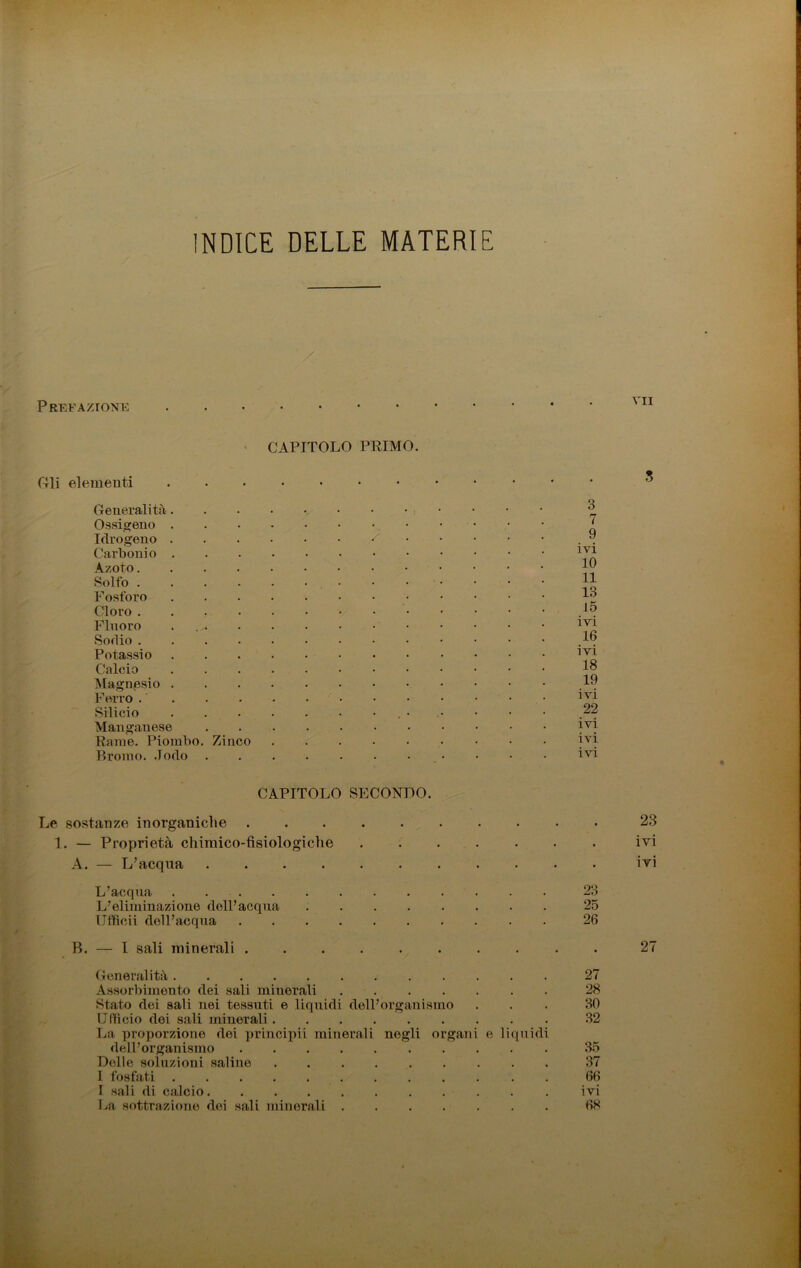 INDICE DELLE MATERIE
PREFAZIONE . . . . . . . . . . . . VII
CAPITOLO PRIMO.
Gli elementi . . . . . . . . . . . . 3
Generalità . . . . . . . . . . . . 3
Ossigeno . . . . . . . . . . . . 7
Idrogeno . . . . . . . . . . . . 9
Carbonio . . . . . . . . . . . . ivi
Azoto . . . . . . . . . . . . 10
Solfo . . . . . . . . . . . . 11
Fosforo . . . . . . . . . . . . 13
Cloro . . . . . . . . . . . . 15
Fluoro . . . . . . . . . . . . ivi
Sodio . . . . . . . . . . . . 16
Potassio . . . . . . . . . . . . ivi
Calcio . . . . . . . . . . . . 18
Magnesio . . . . . . . . . . . . 19
Ferro . . . . . . . . . . . . ivi
Silicio . . . . . . . . . . . . 22
Manganese . . . . . . . . . . . ivi
Rame. Piombo. Zinco . . . . . . . . . ivi
Bromo. Jodo . . . . . . . . . . . ivi
CAPITOLO SECONDO.
Le sostanze inorganiche . . . . . . . . . . 23
1. — Proprietà chimico-fisiologiche . . . . . . . ivi
A. — L'acqua . . . . . . . . . . . ivi
L'acqua . . . . . . . . . . . . 23
L'eliminazione dell'acqua . . . . . . . . 25
Ufficii dell'acqua . . . . . . . . . . 26
B. — I sali minerali . . . . . . . . . . 27
Generalità . . . . . . . . . . . . 27
Assorbimento dei sali minerali . . . . . . . 28
Stato dei sali nei tessuti e liquidi dell'organismo . . . 30
Ufficio dei sali minerali . . . . . . . . . 32
La proporzione dei principii minerali negli organi e liquidi
dell'organismo . . . . . . . . . . 35
Delle soluzioni saline . . . . . . . . . 37
I fosfati . . . . . . . . . . . . 66
I sali di calcio . . . . . . . . . . . ivi
La sottrazione dei sali minerali . . . . . . . 68